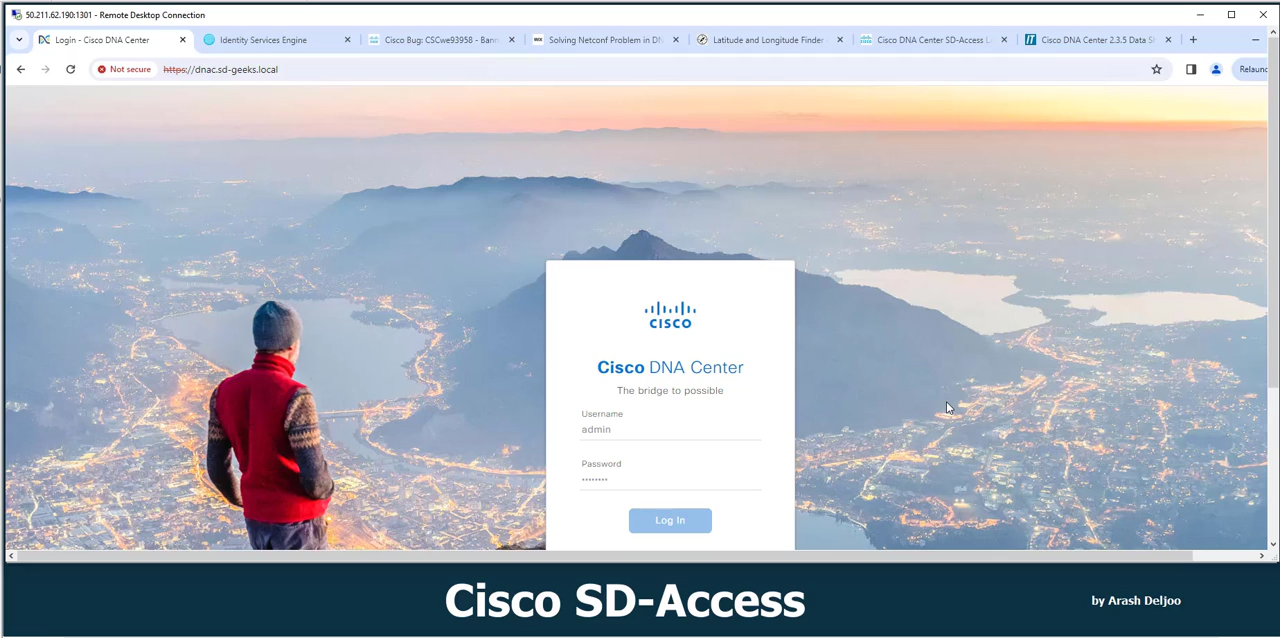 50.211.62.190:1301 - Remote Desktop Connection
Login - Cisco DNA Center
Identity Services Engine
Cisco Bug: CSCwe93958 - Bann
Solving Netconf Problem in DN
Latitude and Longitude Finder
Cisco DNA Center SD-Access L
Cisco DNA Center 2.3.5 Data Sh
Not secure
https://dnac.sd-geeks.local
Relaunc
CISCO
Cisco DNA Center
The bridge to possible
Username
admin
Password
••••••••
Log In
Cisco SD-Access
by Arash Deljoo